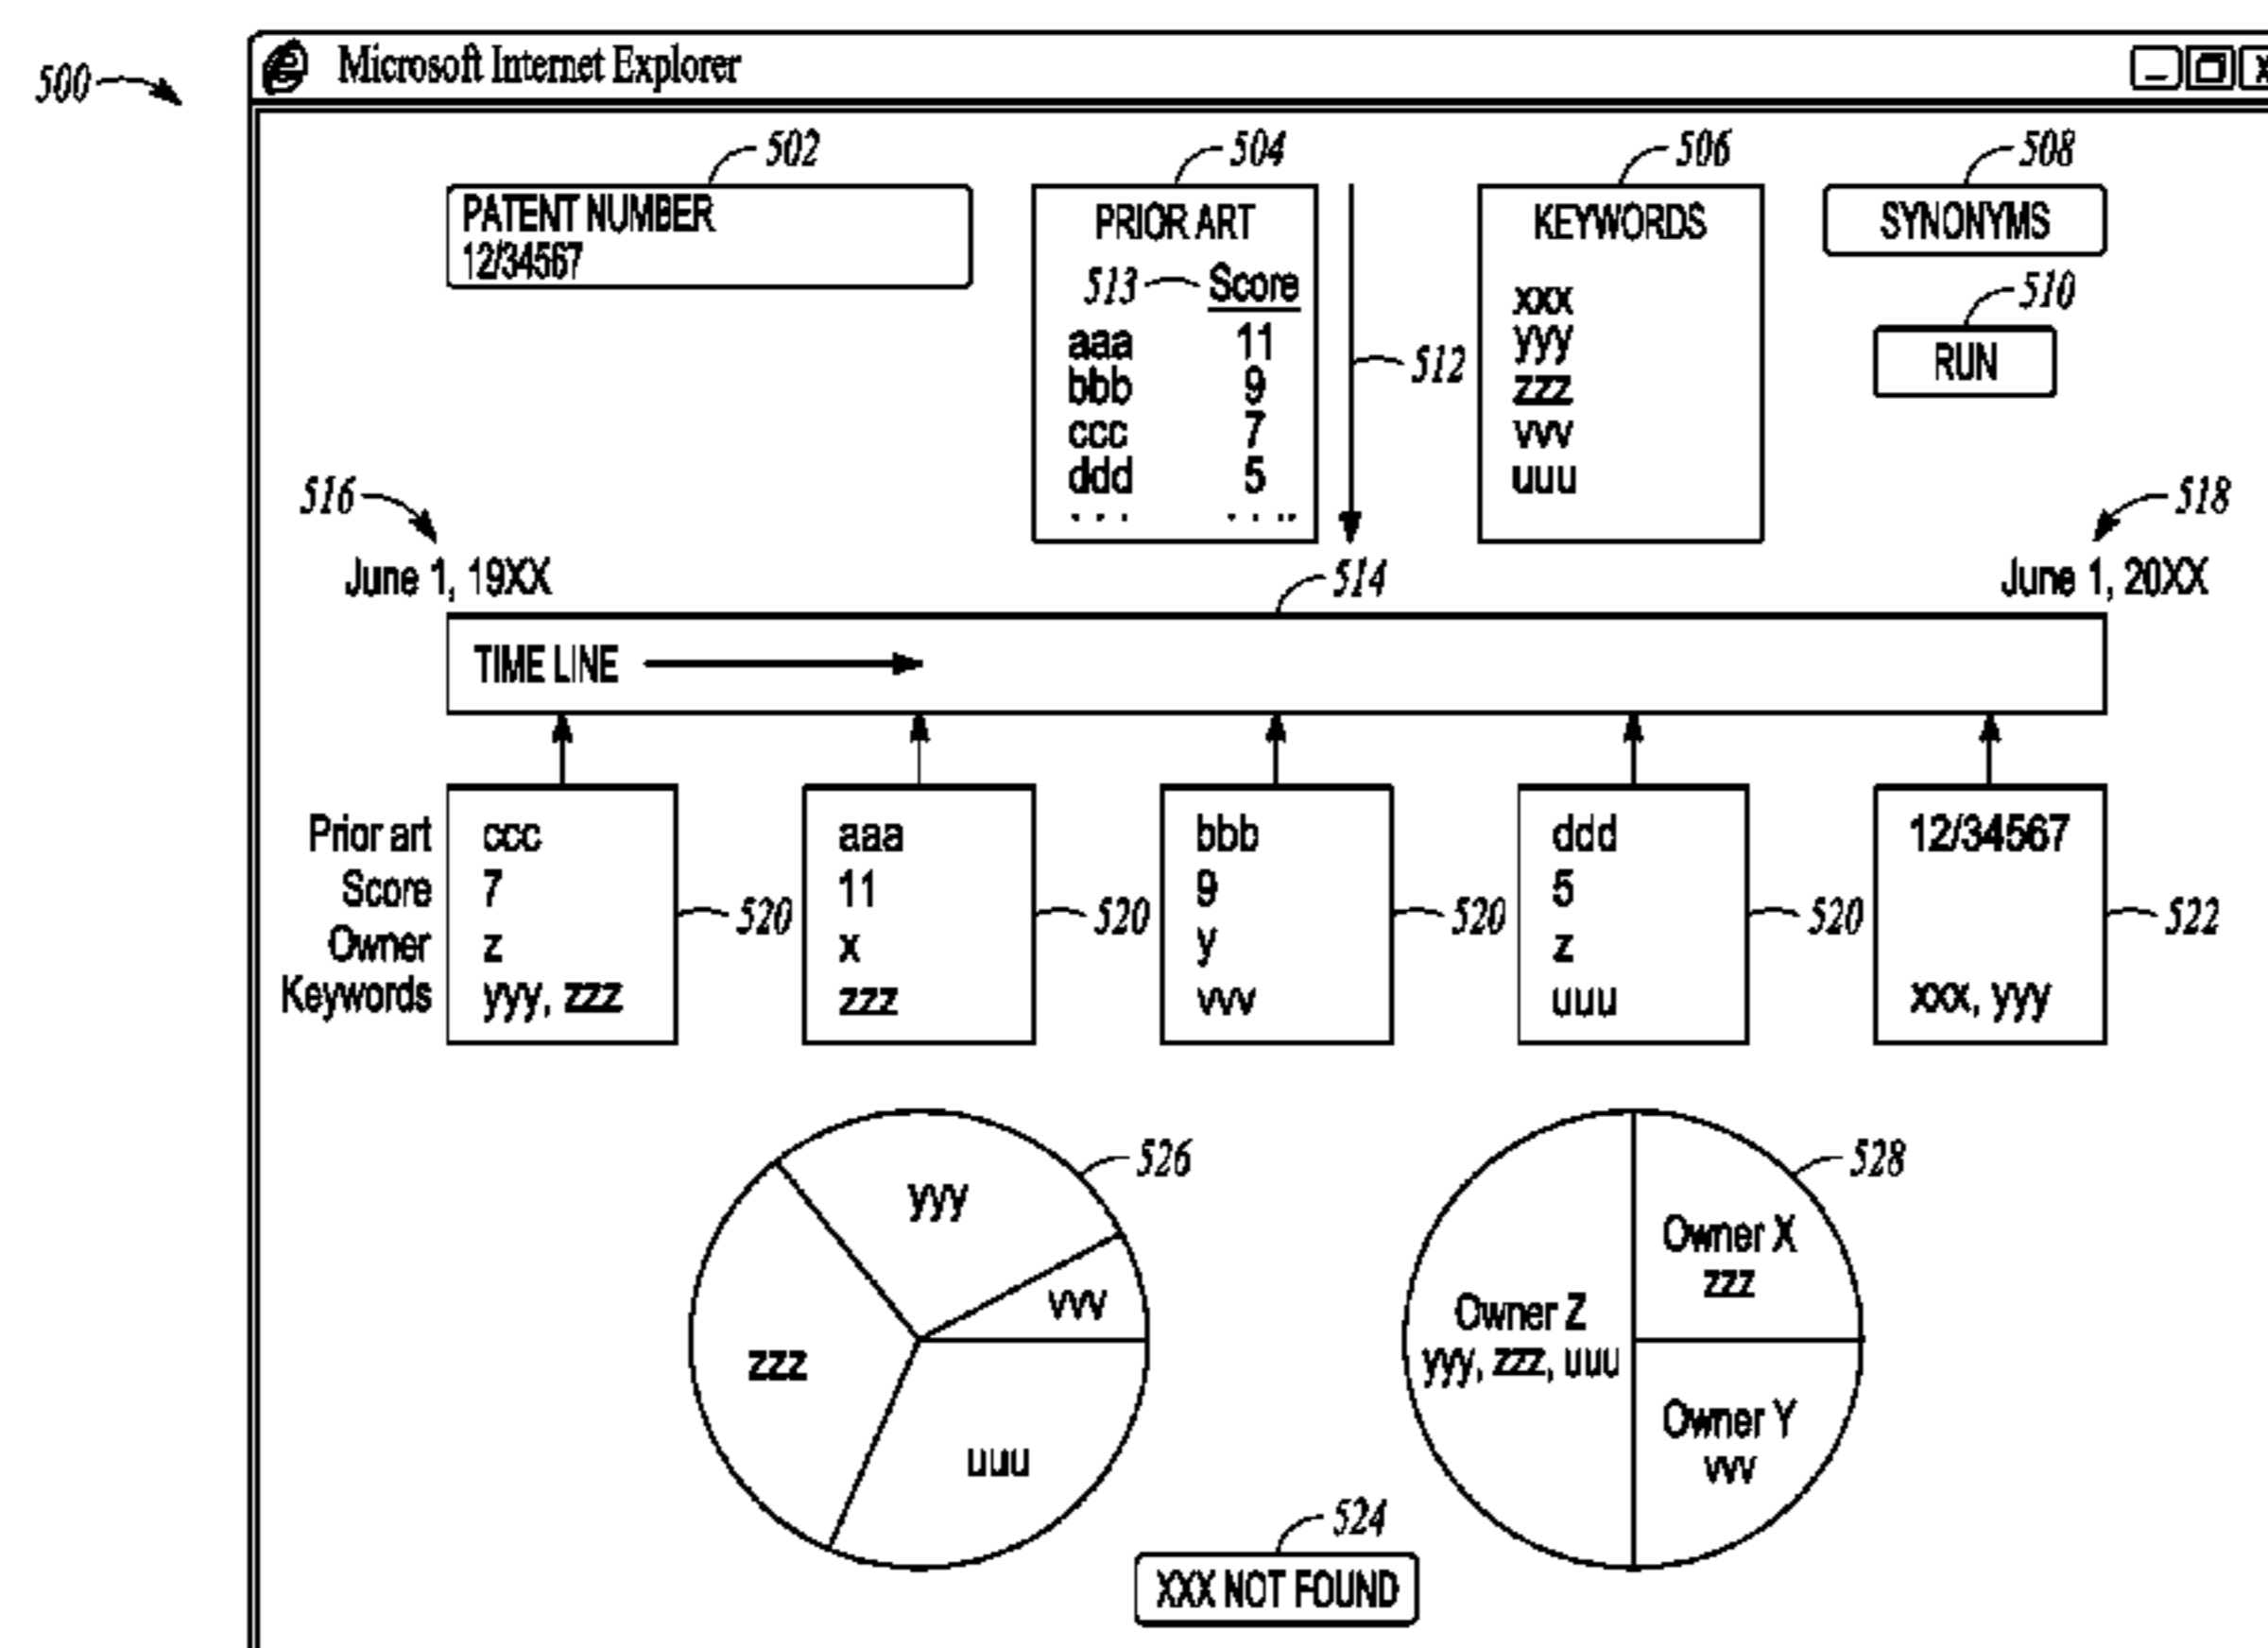 Microsoft Internet Explorer
500
502 504 506 508
PATENT NUMBER
12/34567
PRIOR ART
513 Score
aaa 11
bbb 9
ccc 7
ddd 5
. . . . . ..
512
KEYWORDS
xxx
yyy
zzz
vvv
uuu
SYNONYMS
510
RUN
516
518
June 1, 19XX
514
June 1, 20XX
TIME LINE
Prior art ccc aaa bbb ddd 12/34567
Score 7 11 9 5
520 520 520 520 522
Owner z x y z
Keywords yyy, zzz zzz vvv uuu xxx, yyy
526
yyy
vvv
zzz
uuu
528
Owner X
zzz
Owner Z
yyy, zzz, uuu
Owner Y
vvv
524
XXX NOT FOUND